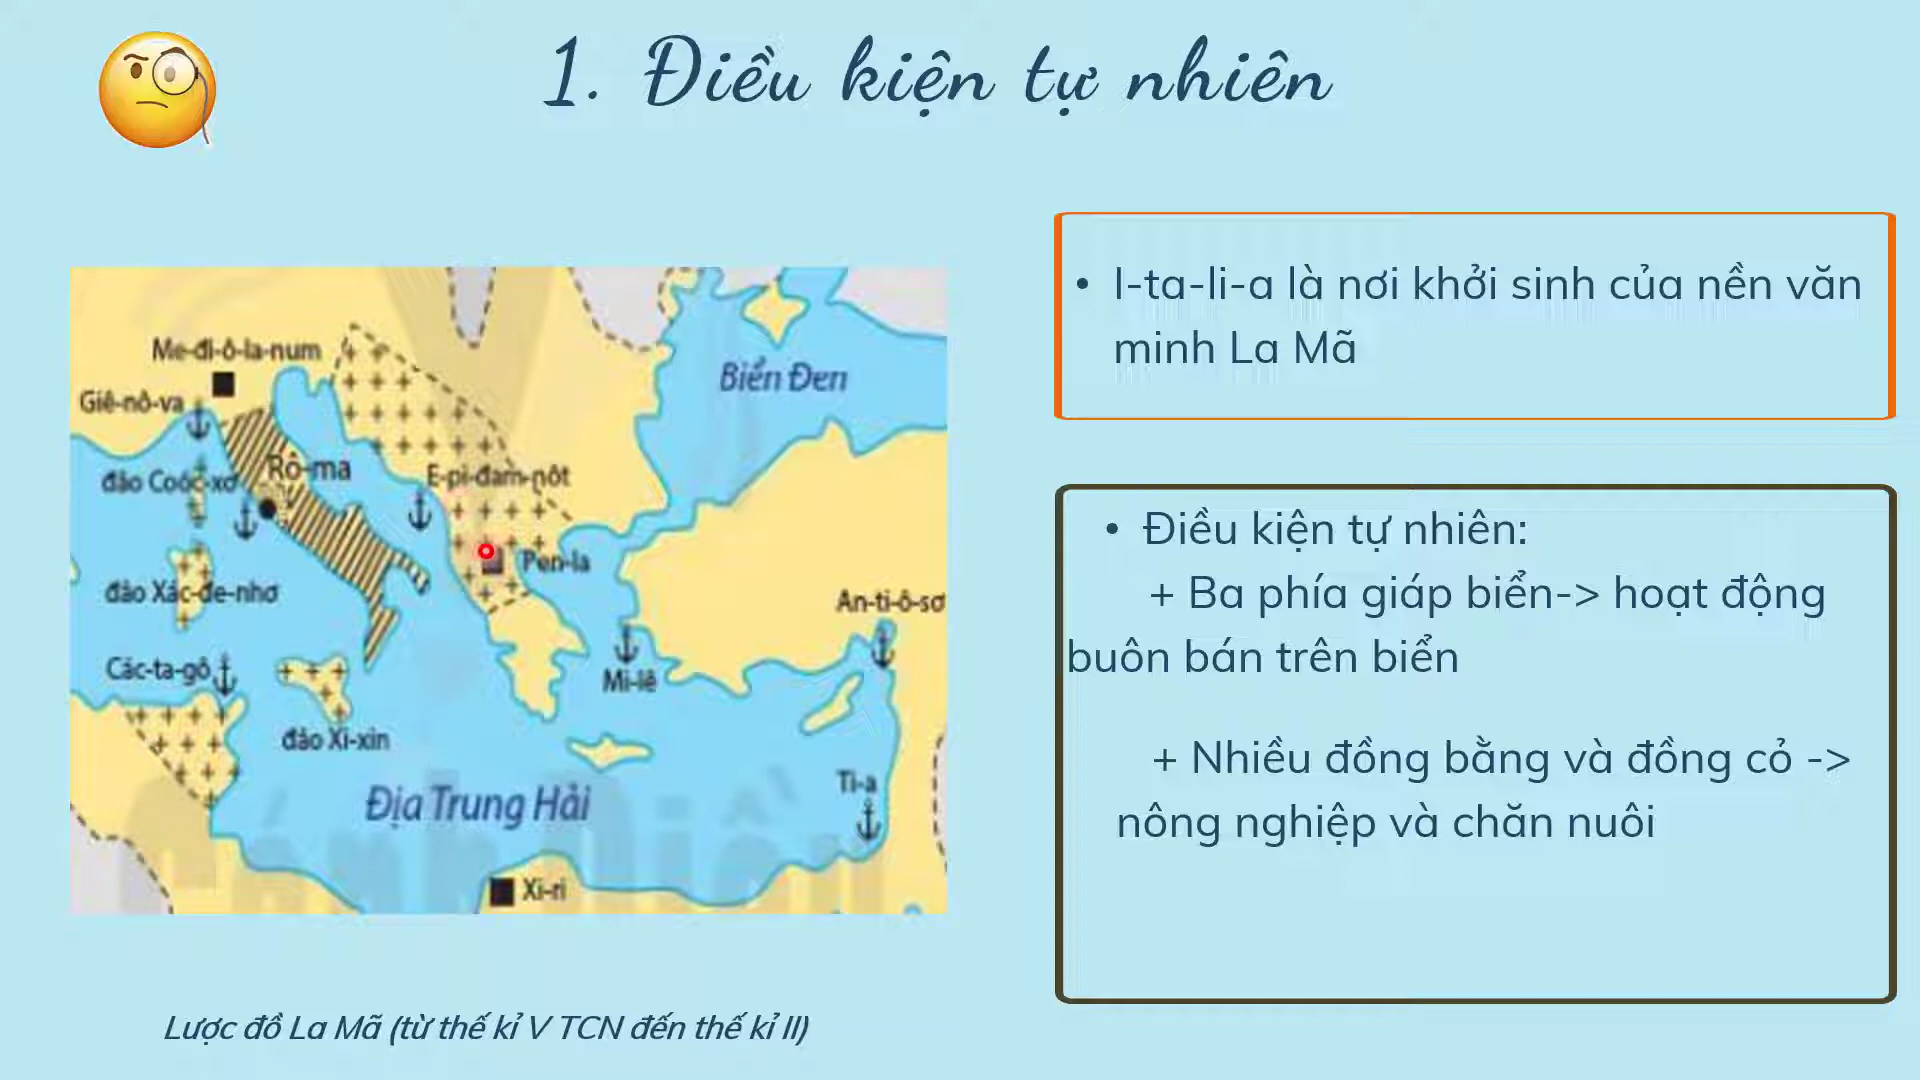 1. Điều kiện tự nhiên
• I-ta-li-a là nơi khởi sinh của nền văn
minh La Mã
• Điều kiện tự nhiên:
+ Ba phía giáp biển-> hoạt động
buôn bán trên biển
+ Nhiều đồng bằng và đồng cỏ ->
nông nghiệp và chăn nuôi
Me-đi-ô-la-num
Giê-nô-va
Biển Đen
Rô-ma
đảo Coóc-xơ
E-pi-đam-nôt
Pen-la
đảo Xác-đe-nhơ
An-ti-ô-sơ
Các-ta-gô
Mi-lê
đảo Xi-xin
Địa Trung Hải
Ti-a
Xi-ri
Lược đồ La Mã (từ thế kỉ V TCN đến thế kỉ II)